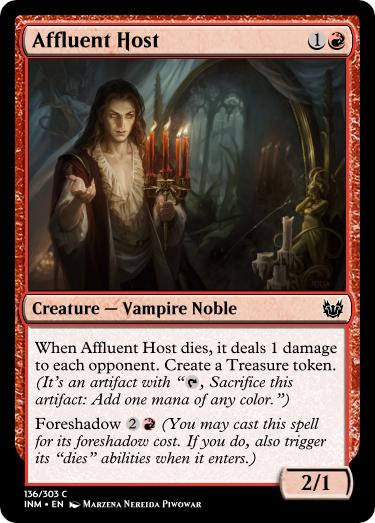 Affluent Host 1
Creature — Vampire Noble
When Affluent Host dies, it deals 1 damage
to each opponent. Create a Treasure token.
(It's an artifact with “, Sacrifice this
artifact: Add one mana of any color.”)
Foreshadow 2 (You may cast this spell
for its foreshadow cost. If you do, also trigger
its “dies” abilities when it enters.)
2/1
136/303 C
INM • EN Marzena Nereida Piwowar